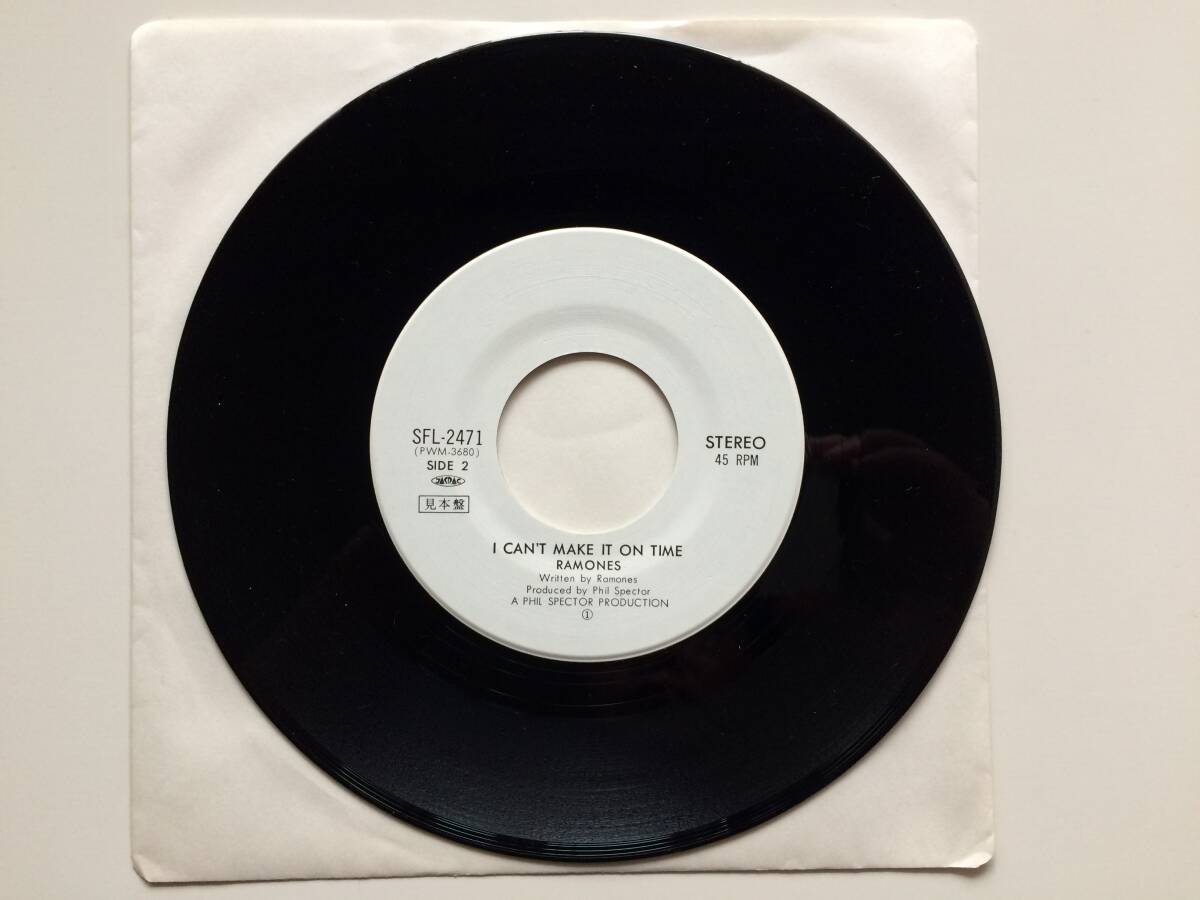 SFL-2471
(PWM-3680)
SIDE 2
JASRAC
見本盤
STEREO
45 RPM
I CAN'T MAKE IT ON TIME
RAMONES
Written by Ramones
Produced by Phil Spector
A PHIL SPECTOR PRODUCTION
①